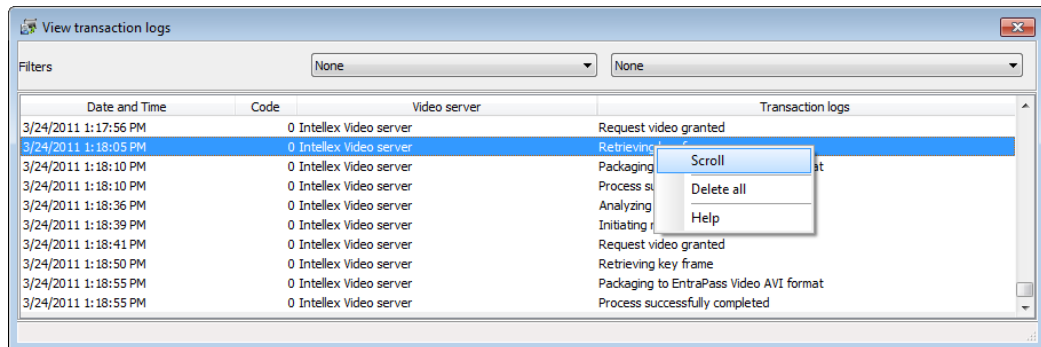 View transaction logs
Filters None None
Date and Time Code Video server Transaction logs
3/24/2011 1:17:56 PM 0 Intellex Video server Request video granted
3/24/2011 1:18:05 PM 0 Intellex Video server Retrieving
Scroll
3/24/2011 1:18:10 PM 0 Intellex Video server Packaging
3/24/2011 1:18:10 PM 0 Intellex Video server Process
Delete all
3/24/2011 1:18:36 PM 0 Intellex Video server Analyzing
3/24/2011 1:18:39 PM 0 Intellex Video server Initiating
Help
3/24/2011 1:18:41 PM 0 Intellex Video server Request video granted
3/24/2011 1:18:50 PM 0 Intellex Video server Retrieving key frame
3/24/2011 1:18:55 PM 0 Intellex Video server Packaging to EntraPass Video AVI format
3/24/2011 1:18:55 PM 0 Intellex Video server Process successfully completed